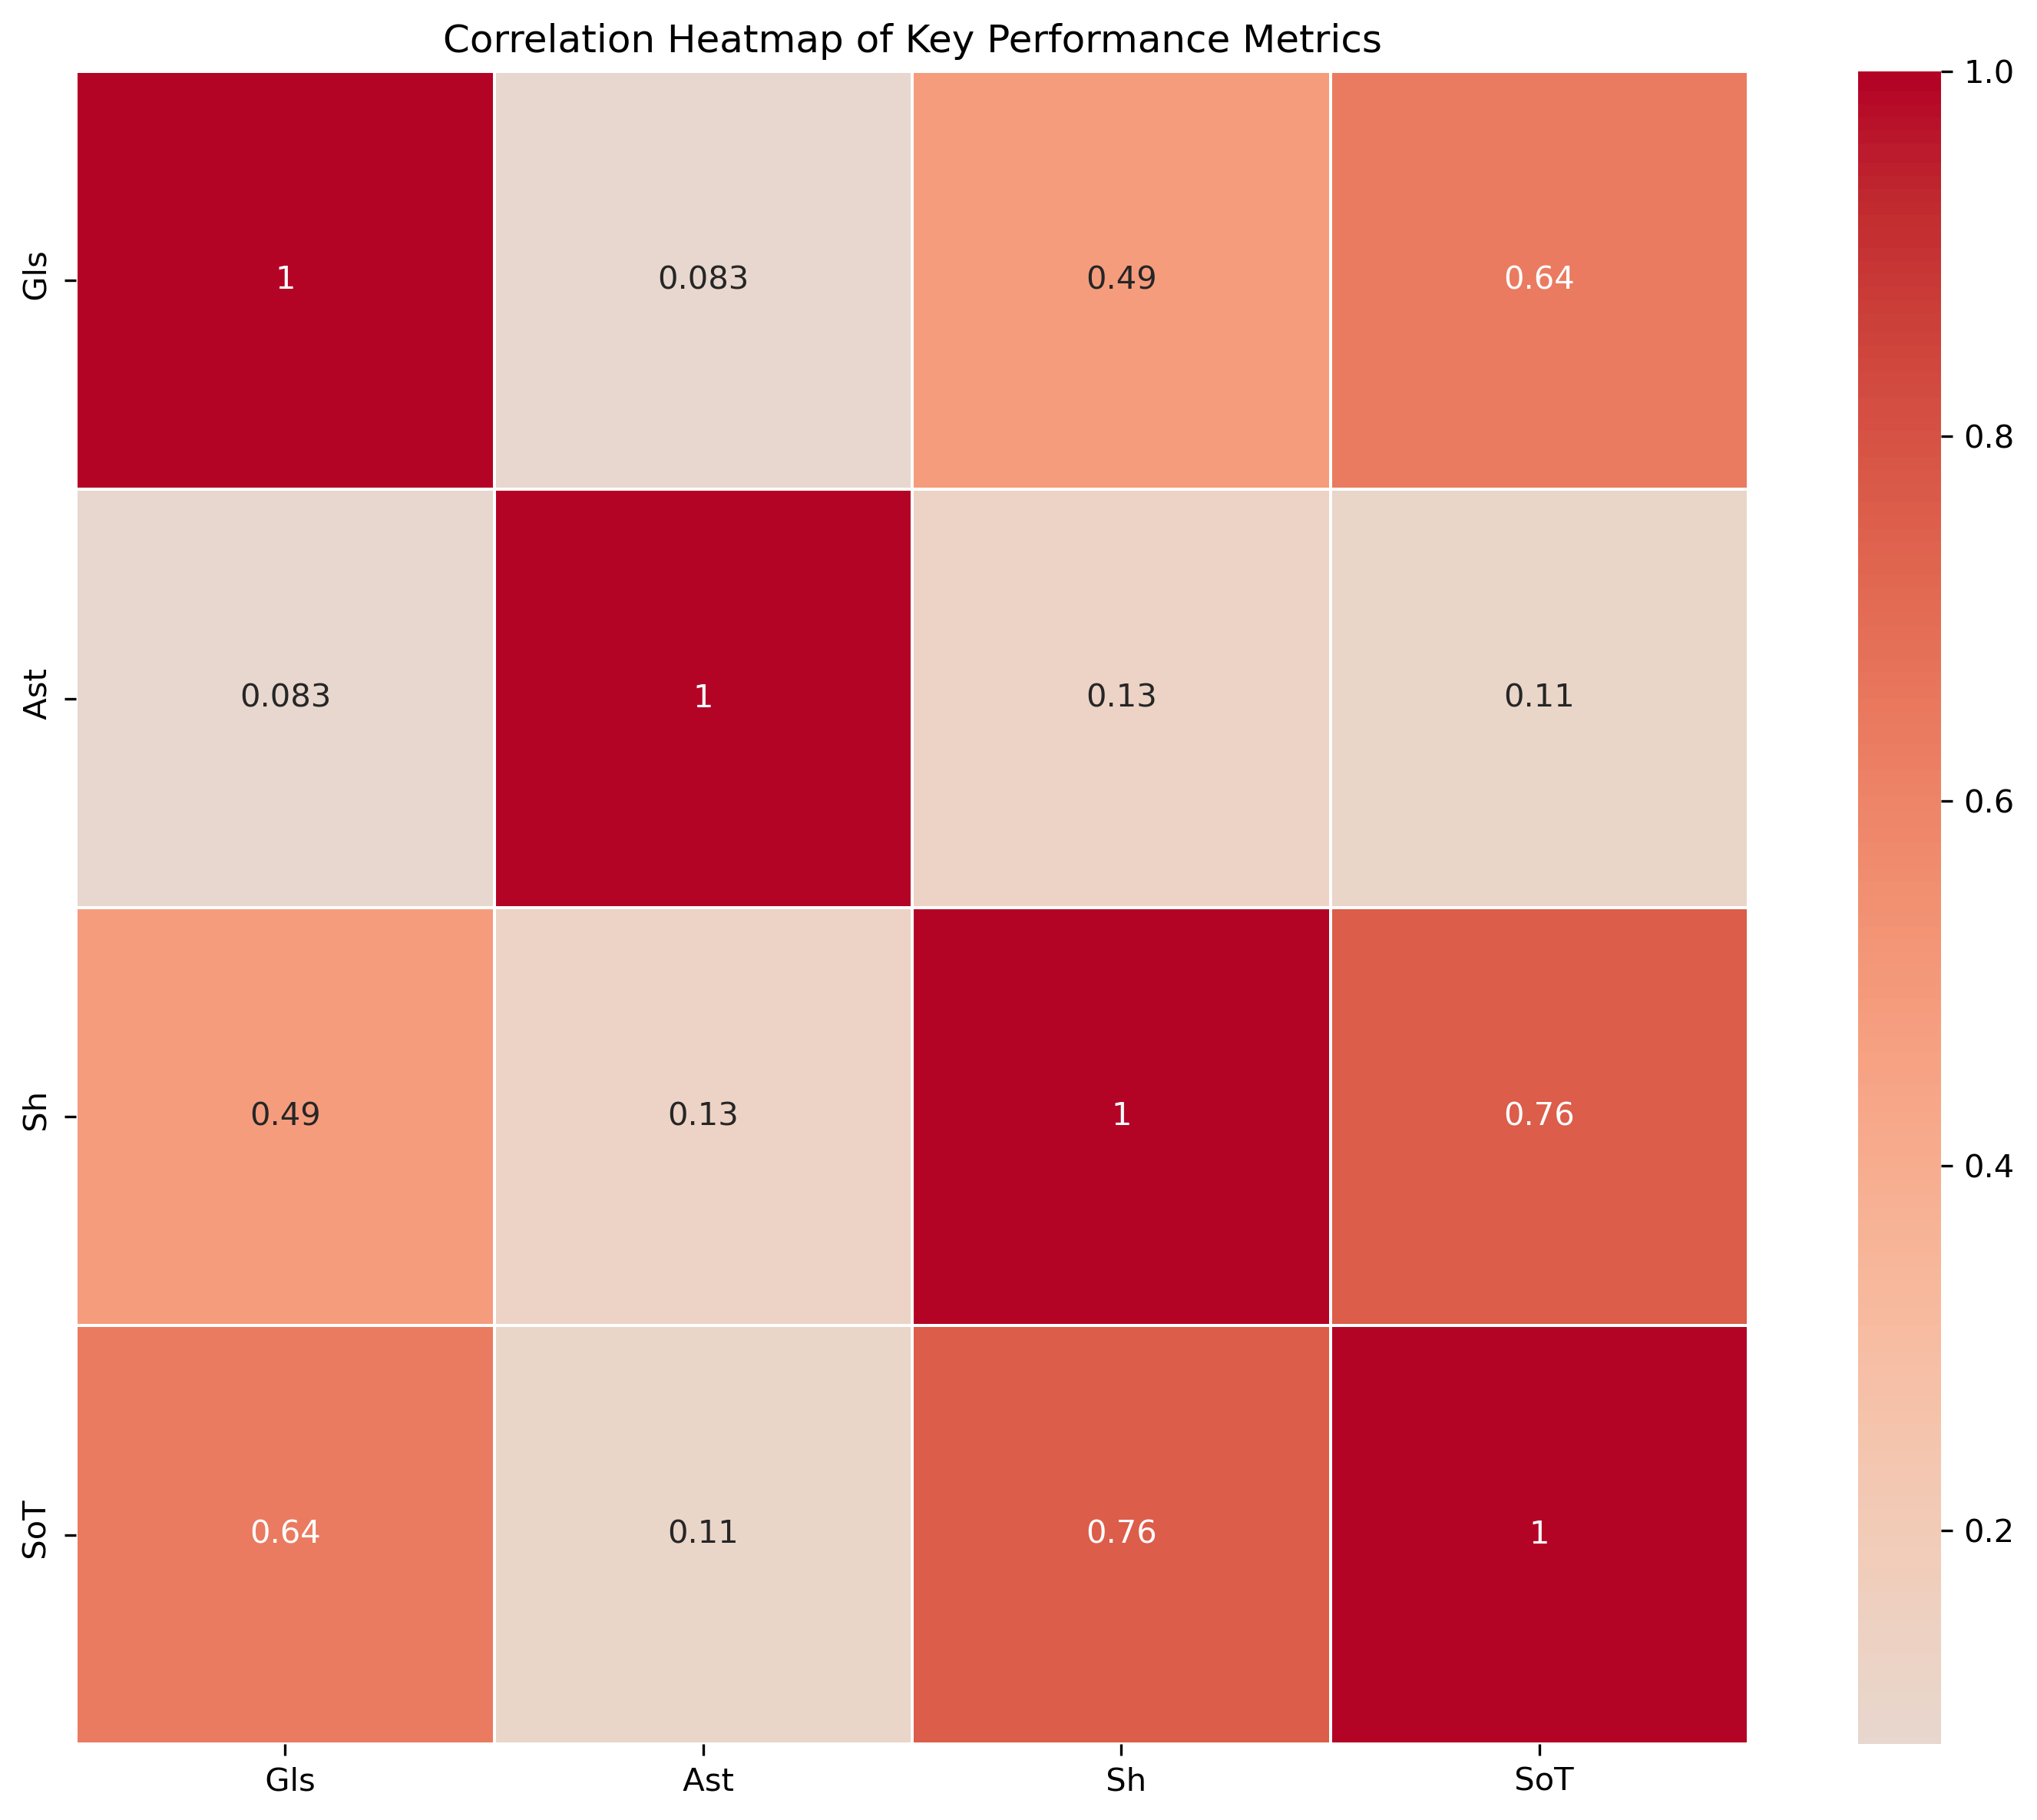 Correlation Heatmap of Key Performance Metrics
1.0
Gls 1 0.083 0.49 0.64
0.8
Ast 0.083 1 0.13 0.11
0.6
Sh 0.49 0.13 1 0.76
0.4
SoT 0.64 0.11 0.76 1
0.2
Gls Ast Sh SoT